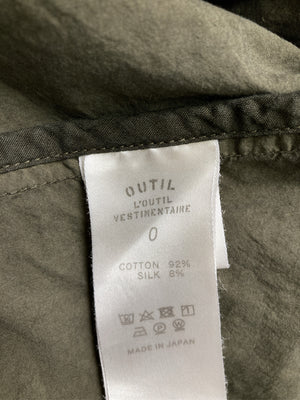 OUTIL
L'OUTIL
VESTIMENTAIRE
0
COTTON 92%
SILK 8%
MADE IN JAPAN